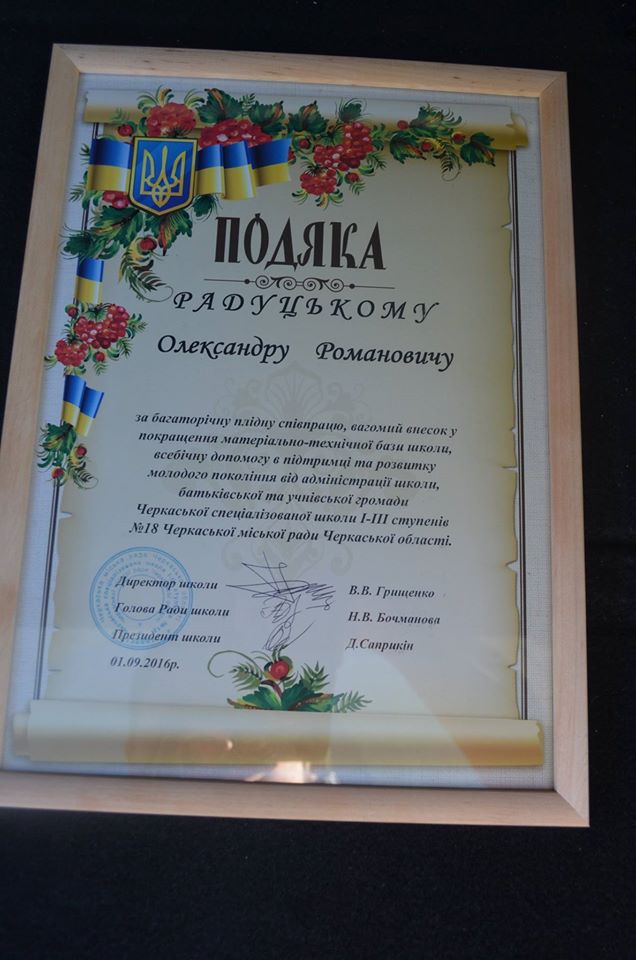 ПОДЯКА
РАДУЦЬКОМУ
Олександру Романовичу
за багаторічну плідну співпрацю, вагомий внесок у
покращення матеріально-технічної бази школи,
всебічну допомогу в підтримці та розвитку
молодого покоління від адміністрації школи,
батьківської та учнівської громади
Черкаської спеціалізованої школи І-ІІІ ступенів
№18 Черкаської міської ради Черкаської області.
Директор школи В.В. Грищенко
Голова Ради школи Н.В. Бочманова
Президент школи Д.Саприкін
01.09.2016р.